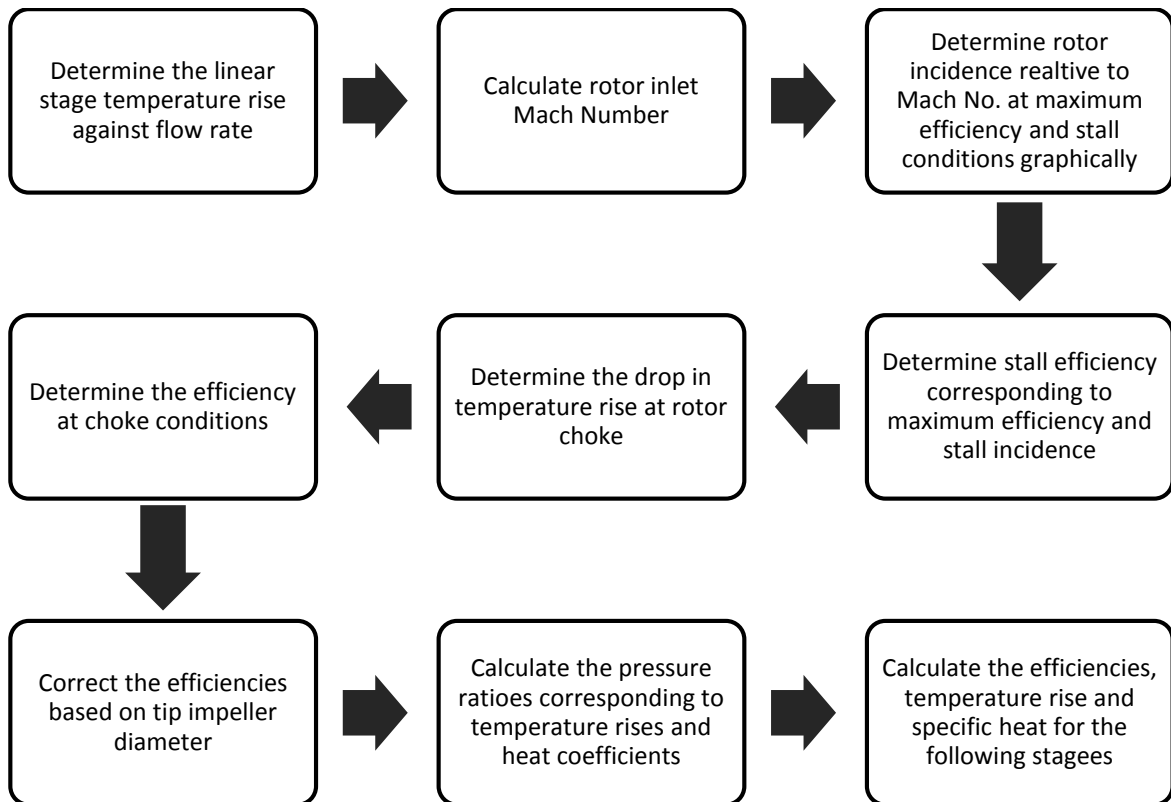 Determine the linear
stage temperature rise
against flow rate
Calculate rotor inlet
Mach Number
Determine rotor
incidence realtive to
Mach No. at maximum
efficiency and stall
conditions graphically
Determine stall efficiency
corresponding to
maximum efficiency and
stall incidence
Determine the drop in
temperature rise at rotor
choke
Determine the efficiency
at choke conditions
Correct the efficiencies
based on tip impeller
diameter
Calculate the pressure
ratioes corresponding to
temperature rises and
heat coefficients
Calculate the efficiencies,
temperature rise and
specific heat for the
following stagees